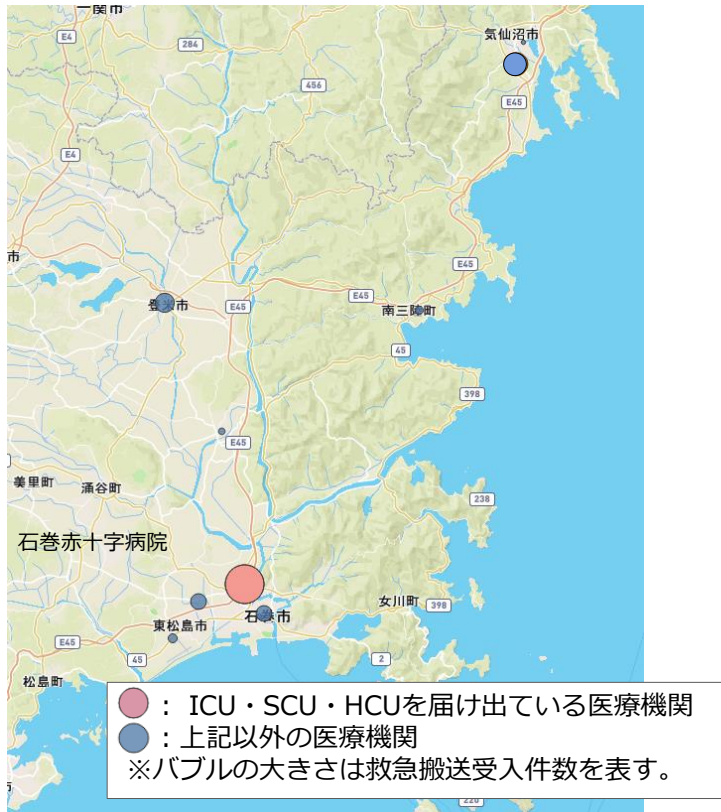 一関市
E4
284
気仙沼市
456
E45
E4
E45
市
登米市
E45
E45
南三陸町
45
398
E45
美里町
涌谷町
238
石巻赤十字病院
女川町
398
石巻市
東松島市
E45
45
2
松島町
：ICU・SCU・HCUを届け出ている医療機関
：上記以外の医療機関
※バブルの大きさは救急搬送受入件数を表す。
220